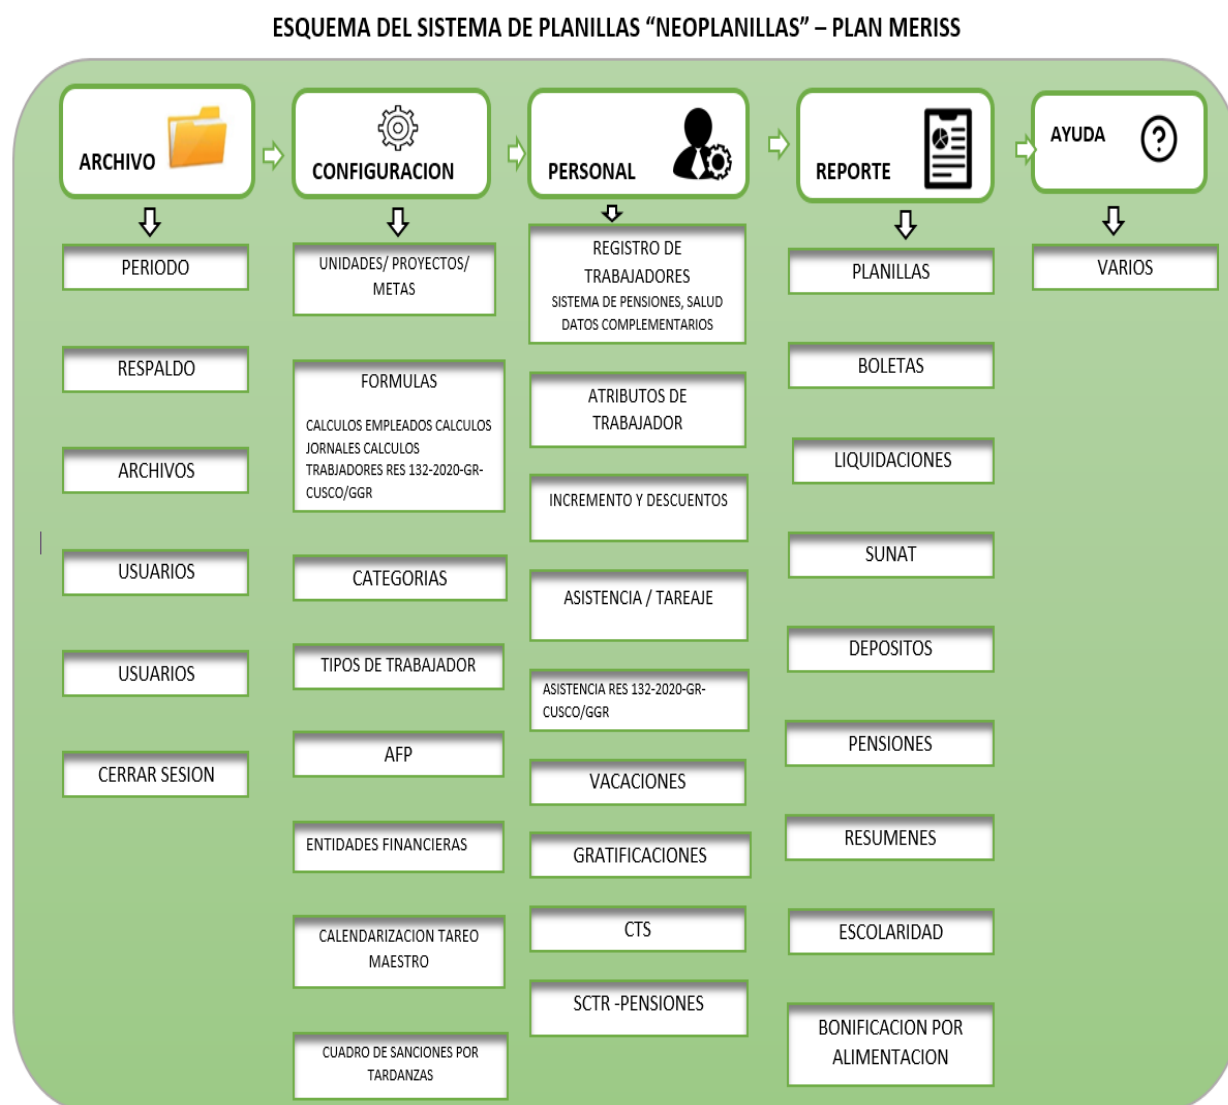 ESQUEMA DEL SISTEMA DE PLANILLAS “NEOPLANILLAS” – PLAN MERISS
ARCHIVO
PERIODO
RESPALDO
ARCHIVOS
USUARIOS
USUARIOS
CERRAR SESION
CONFIGURACION
UNIDADES/ PROYECTOS/
METAS
FORMULAS
CALCULOS EMPLEADOS CALCULOS
JORNALES CALCULOS
TRABJADORES RES 132-2020-GR-
CUSCO/GGR
CATEGORIAS
TIPOS DE TRABAJADOR
AFP
ENTIDADES FINANCIERAS
CALENDARIZACION TAREO
MAESTRO
CUADRO DE SANCIONES POR
TARDANZAS
PERSONAL
REGISTRO DE
TRABAJADORES
SISTEMA DE PENSIONES, SALUD
DATOS COMPLEMENTARIOS
ATRIBUTOS DE
TRABAJADOR
INCREMENTO Y DESCUENTOS
ASISTENCIA / TAREAJE
ASISTENCIA RES 132-2020-GR-
CUSCO/GGR
VACACIONES
GRATIFICACIONES
CTS
SCTR -PENSIONES
REPORTE
PLANILLAS
BOLETAS
LIQUIDACIONES
SUNAT
DEPOSITOS
PENSIONES
RESUMENES
ESCOLARIDAD
BONIFICACION POR
ALIMENTACION
AYUDA
?
VARIOS